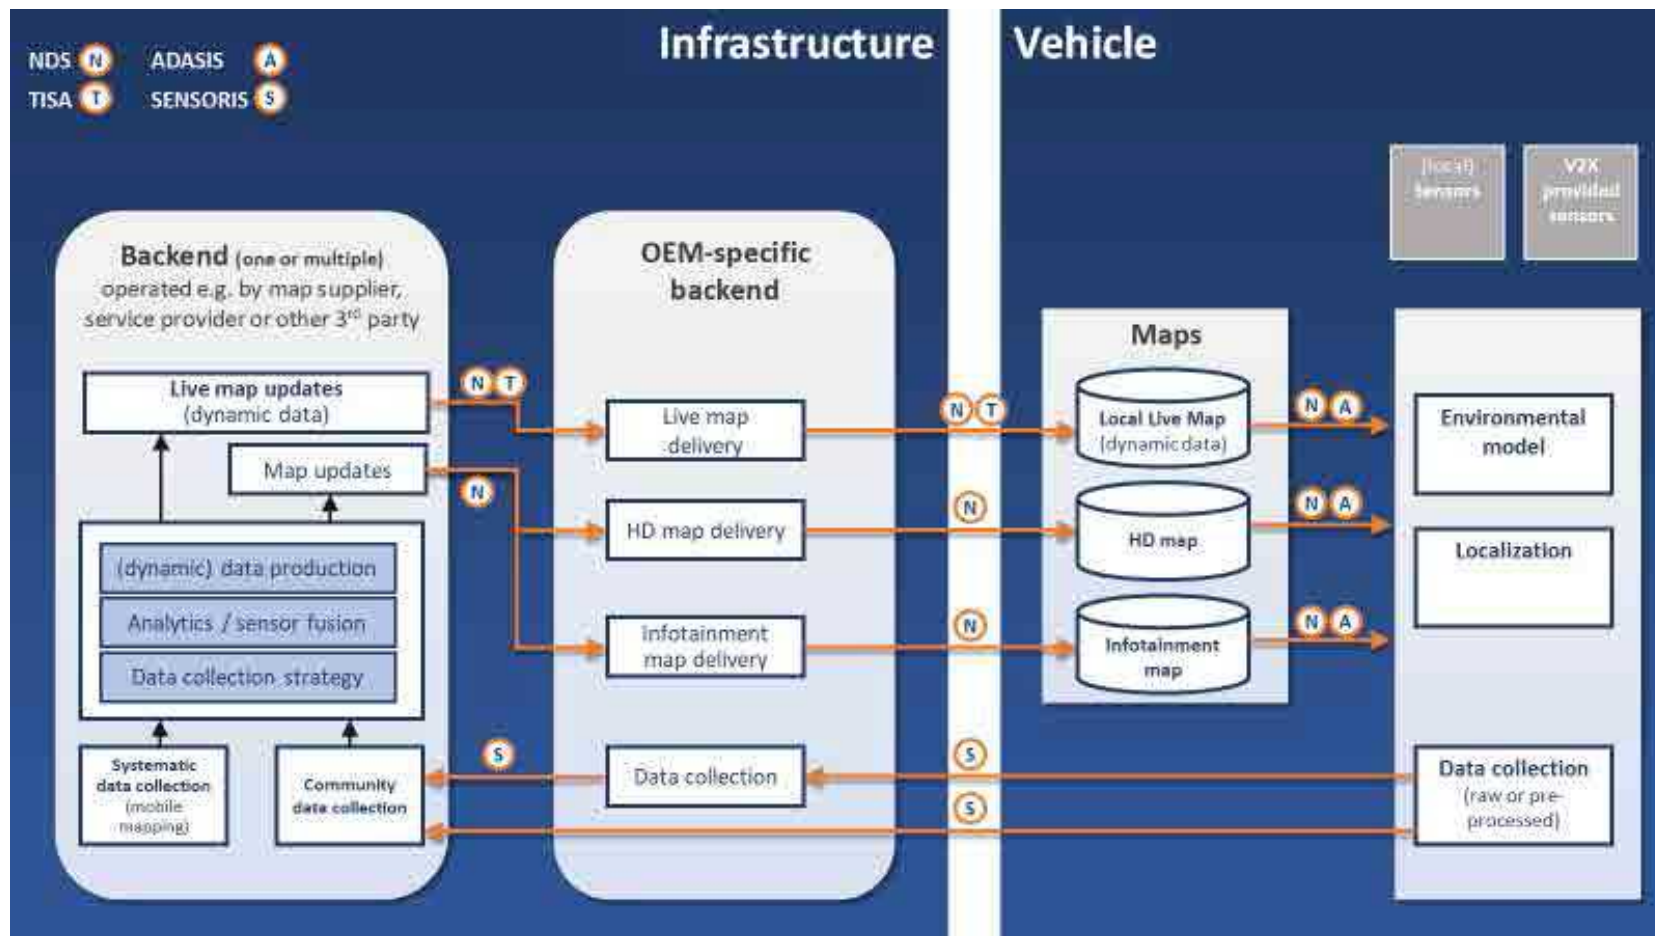 Infrastructure
Vehicle
NDS N ADASIS A
TISA T SENSORIS S
(local)
sensors
V2X
provided
sensors
Backend (one or multiple)
operated e.g. by map supplier,
service provider or other 3rd party
Live map updates
(dynamic data)
Map updates
(dynamic) data production
Analytics / sensor fusion
Data collection strategy
Systematic
data collection
(mobile
mapping)
Community
data collection
N T
N
S
OEM-specific
backend
Live map
delivery
HD map delivery
Infotainment
map delivery
Data collection
N T
N
N
S
S
Maps
Local Live Map
(dynamic data)
HD map
Infotainment
map
N A
N A
N A
Environmental
model
Localization
Data collection
(raw or pre-
processed)